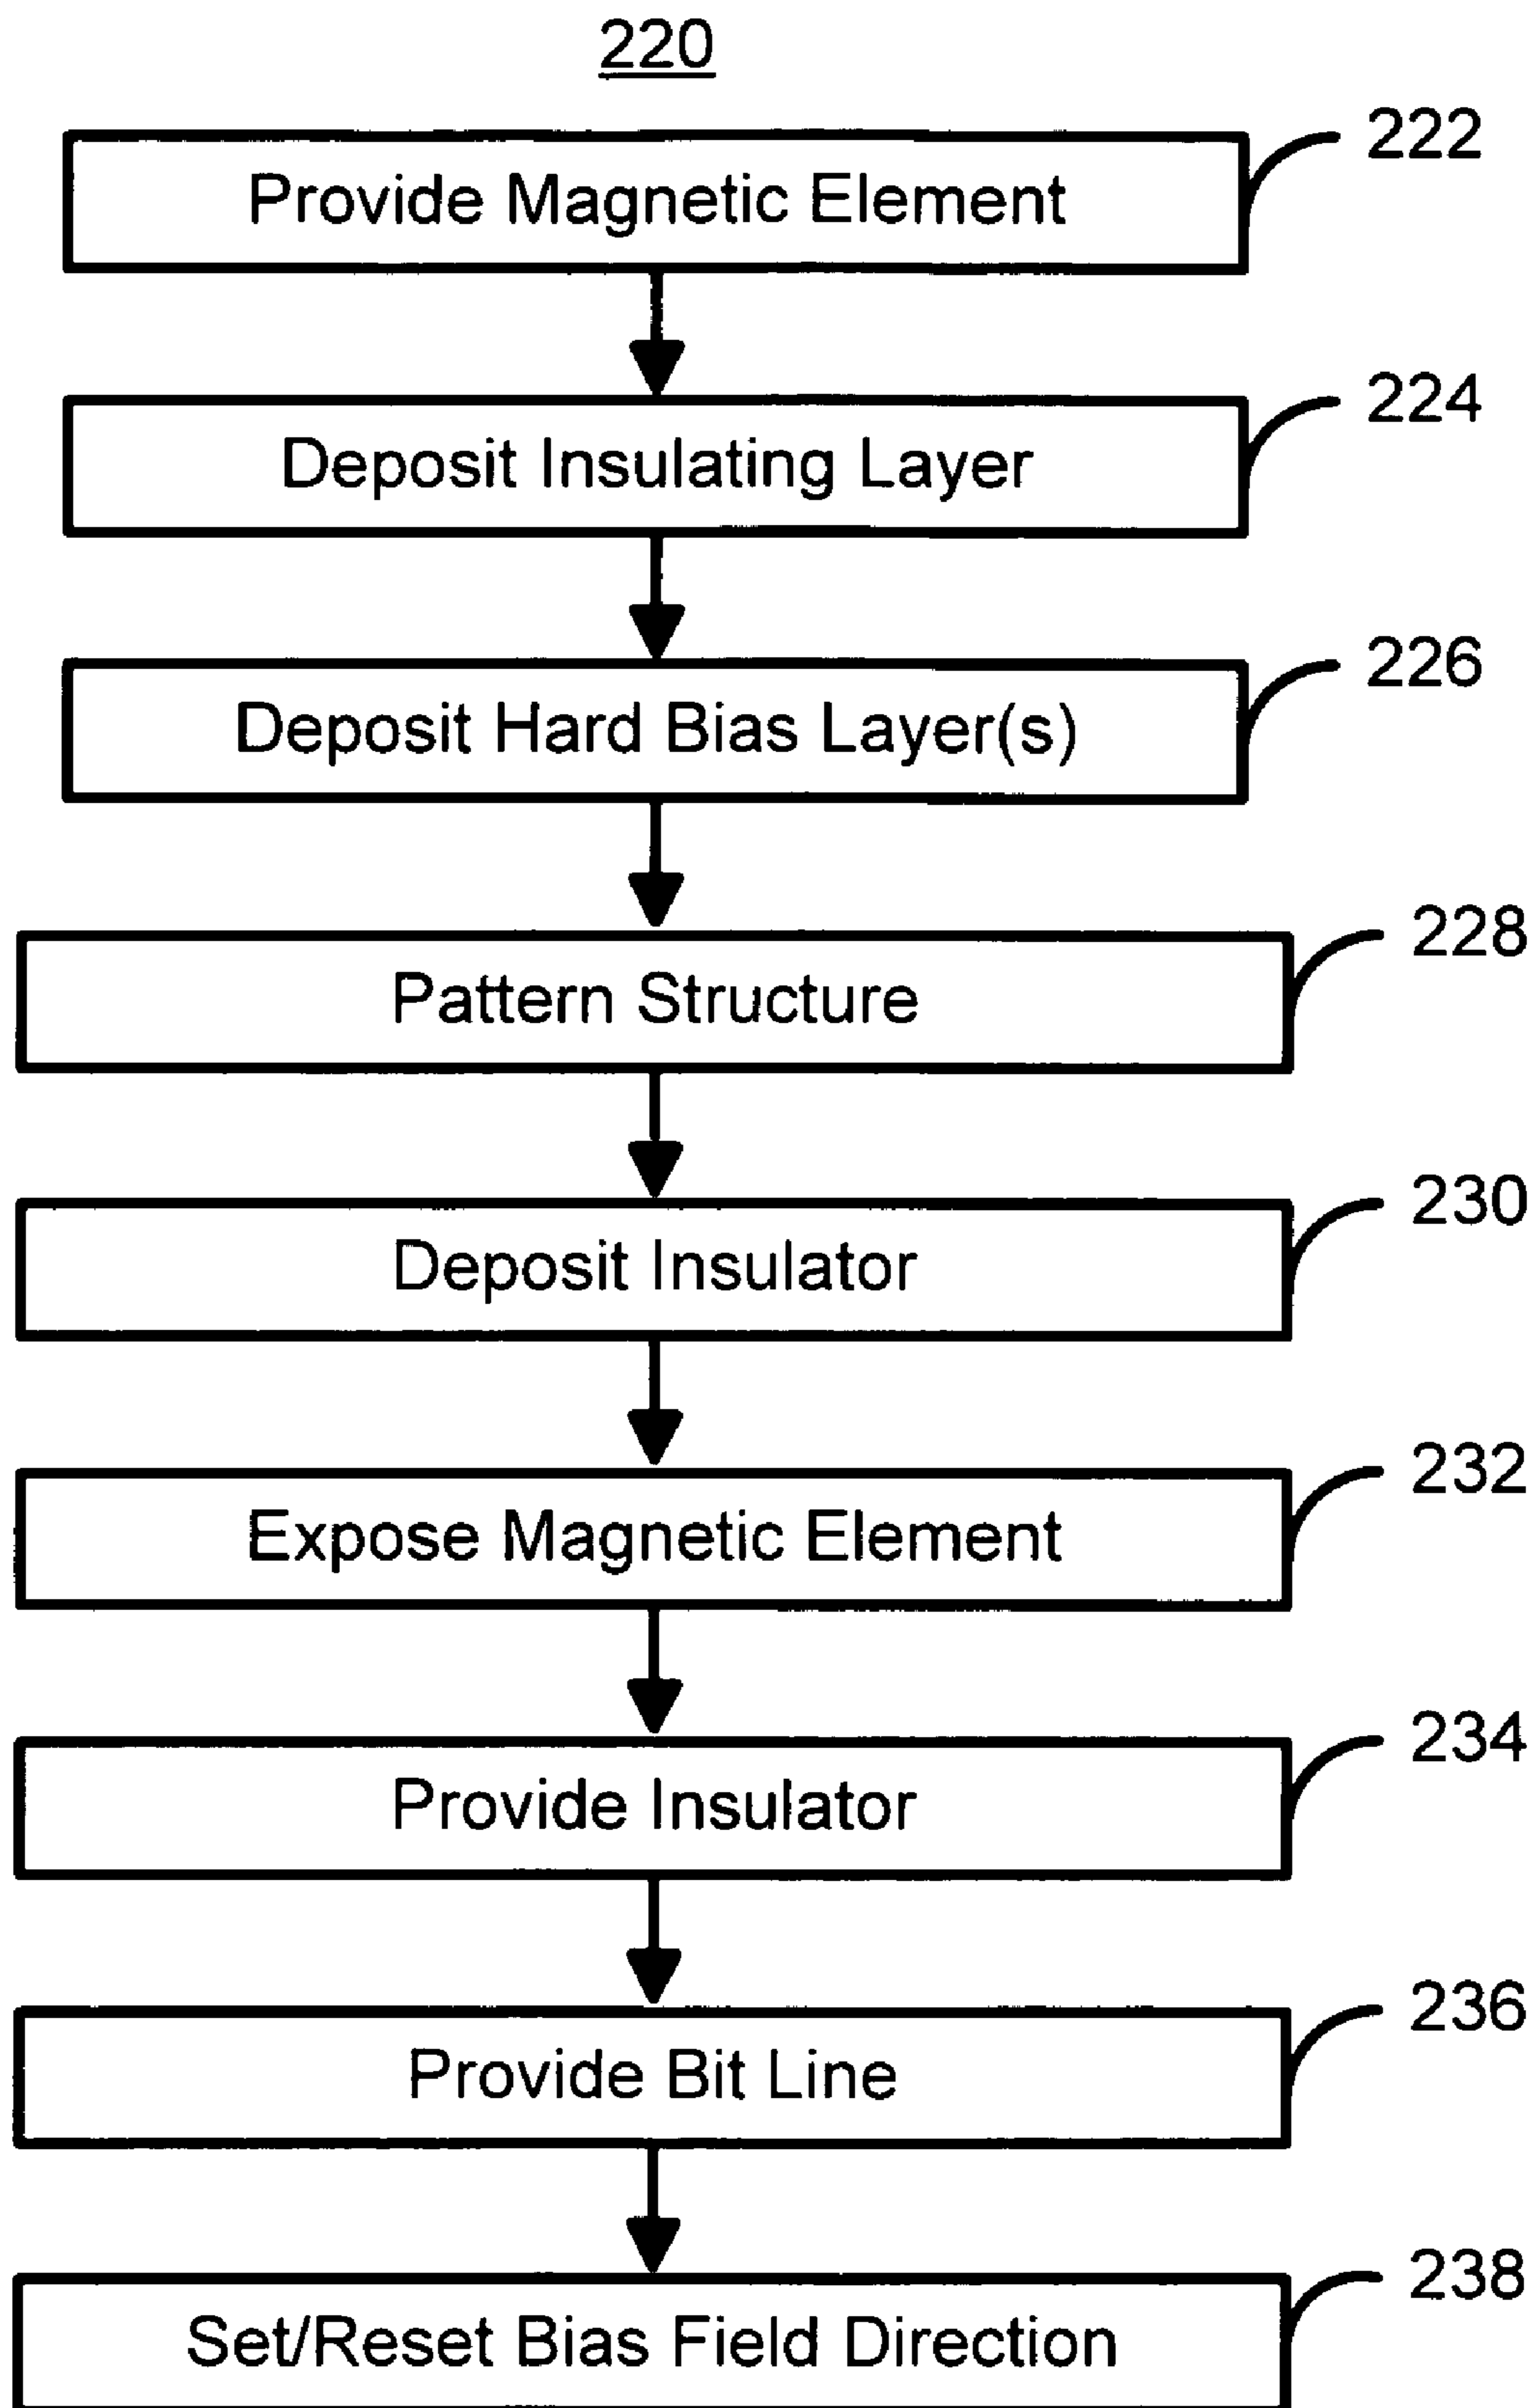 220
Provide Magnetic Element
222
Deposit Insulating Layer
224
Deposit Hard Bias Layer(s)
226
Pattern Structure
228
Deposit Insulator
230
Expose Magnetic Element
232
Provide Insulator
234
Provide Bit Line
236
Set/Reset Bias Field Direction
238